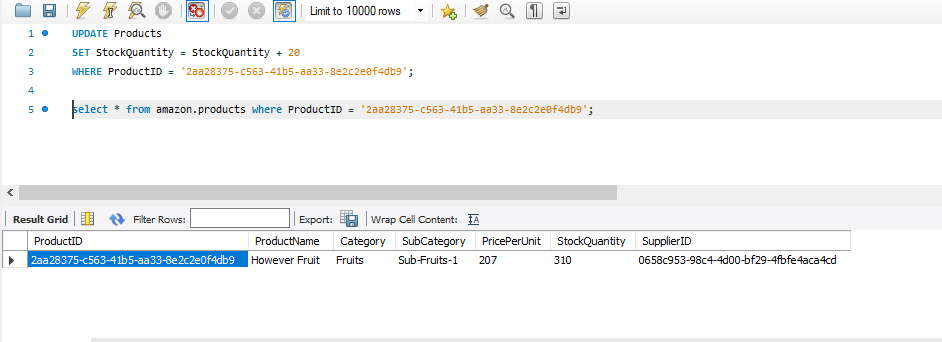 Limit to 10000 rows
1 UPDATE Products
2 SET StockQuantity = StockQuantity + 20
3 WHERE ProductID = '2aa28375-c563-41b5-aa33-8e2c2e0f4db9';
4
5 select * from amazon.products where ProductID = '2aa28375-c563-41b5-aa33-8e2c2e0f4db9';
Result Grid Filter Rows: Export: Wrap Cell Content:
ProductID ProductName Category SubCategory PricePerUnit StockQuantity SupplierID
2aa28375-c563-41b5-aa33-8e2c2e0f4db9 However Fruit Fruits Sub-Fruits-1 207 310 0658c953-98c4-4d00-bf29-4fbfe4aca4cd